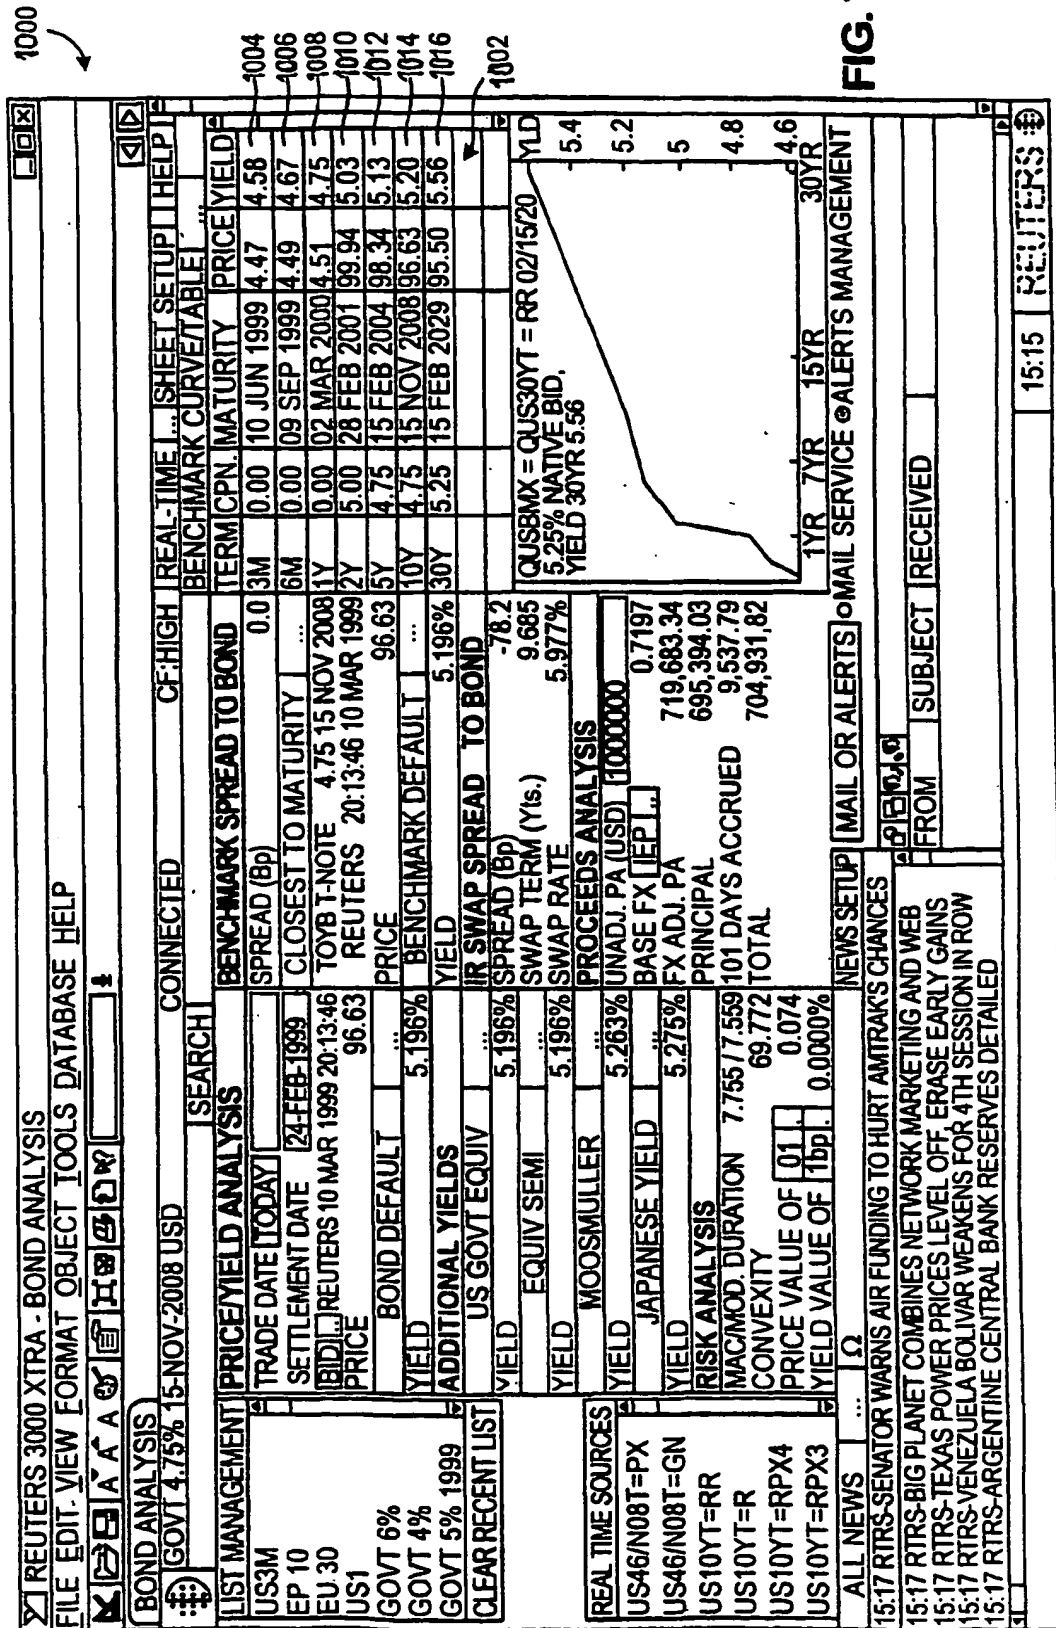 1000
REUTERS 3000 XTRA - BOND ANALYSIS
FILE EDIT VIEW FORMAT OBJECT TOOLS DATABASE HELP
BOND ANALYSIS
GOVT 4.75% 15-NOV-2008 USD CONNECTED CF:HIGH REAL-TIME ... SHEET SETUP HELP
SEARCH
LIST MANAGEMENT
US3M
EP 10
EU 30
US1
GOVT 6%
GOVT 4%
GOVT 5% 1999
CLEAR RECENT LIST
REAL TIME SOURCES
US46/N08T=PX
US46/N08T=GN
US10YT=RR
US10YT=R
US10YT=RPX4
US10YT=RPX3
PRICE/YIELD ANALYSIS
TRADE DATE TODAY
SETTLEMENT DATE 24-FEB-1999
BID ... REUTERS 10 MAR 1999 20:13:46
PRICE 96.63
BOND DEFAULT ...
YIELD 5.196%
ADDITIONAL YIELDS
US GOVT EQUIV ...
YIELD 5.196%
EQUIV SEMI ...
YIELD 5.196%
MOOSMULLER ...
YIELD 5.263%
JAPANESE YIELD ...
YIELD 5.275%
RISK ANALYSIS
MAC/MOD. DURATION 7.755 / 7.559
CONVEXITY 69.772
PRICE VALUE OF 01 .. 0.074
YIELD VALUE OF 1bp . 0.0000%
BENCHMARK SPREAD TO BOND
SPREAD (Bp) 0.0
CLOSEST TO MATURITY ...
TOYB T-NOTE 4.75 15 NOV 2008
REUTERS 20:13:46 10 MAR 1999
PRICE 96.63
BENCHMARK DEFAULT ...
YIELD 5.196%
IR SWAP SPREAD TO BOND
SPREAD (Bp) -78.2
SWAP TERM (Yts.) 9.685
SWAP RATE 5.977%
PROCEEDS ANALYSIS
UNADJ. PA (USD) 1000000
BASE FX IEP .. 0.7197
FX ADJ. PA 719,683.34
PRINCIPAL 695,394.03
101 DAYS ACCRUED 9,537.79
TOTAL 704,931,82
BENCHMARK CURVE/TABLE ...
TERM CPN. MATURITY PRICE YIELD
3M 0.00 10 JUN 1999 4.47 4.58 1004
6M 0.00 09 SEP 1999 4.49 4.67 1006
1Y 0.00 02 MAR 2000 4.51 4.75 1008
2Y 5.00 28 FEB 2001 99.94 5.03 1010
5Y 4.75 15 FEB 2004 98.34 5.13 1012
10Y 4.75 15 NOV 2008 96.63 5.20 1014
30Y 5.25 15 FEB 2029 95.50 5.56 1016
1002
QUSBMX = QUS30YT = RR 02/15/20
5.25% NATIVE BID,
YIELD 30YR 5.56
YLD
5.4
5.2
5
4.8
4.6
1YR 7YR 15YR 30YR
ALL NEWS ... Ω NEWS SETUP
15:17 RTRS-SENATOR WARNS AIR FUNDING TO HURT AMTRAK'S CHANCES
15:17 RTRS-BIG PLANET COMBINES NETWORK MARKETING AND WEB
15:17 RTRS-TEXAS POWER PRICES LEVEL OFF, ERASE EARLY GAINS
15:17 RTRS-VENEZUELA BOLIVAR WEAKENS FOR 4TH SESSION IN ROW
15:17 RTRS-ARGENTINE CENTRAL BANK RESERVES DETAILED
MAIL OR ALERTS MAIL SERVICE ALERTS MANAGEMENT
FROM SUBJECT RECEIVED
15:15 REUTERS
FIG.